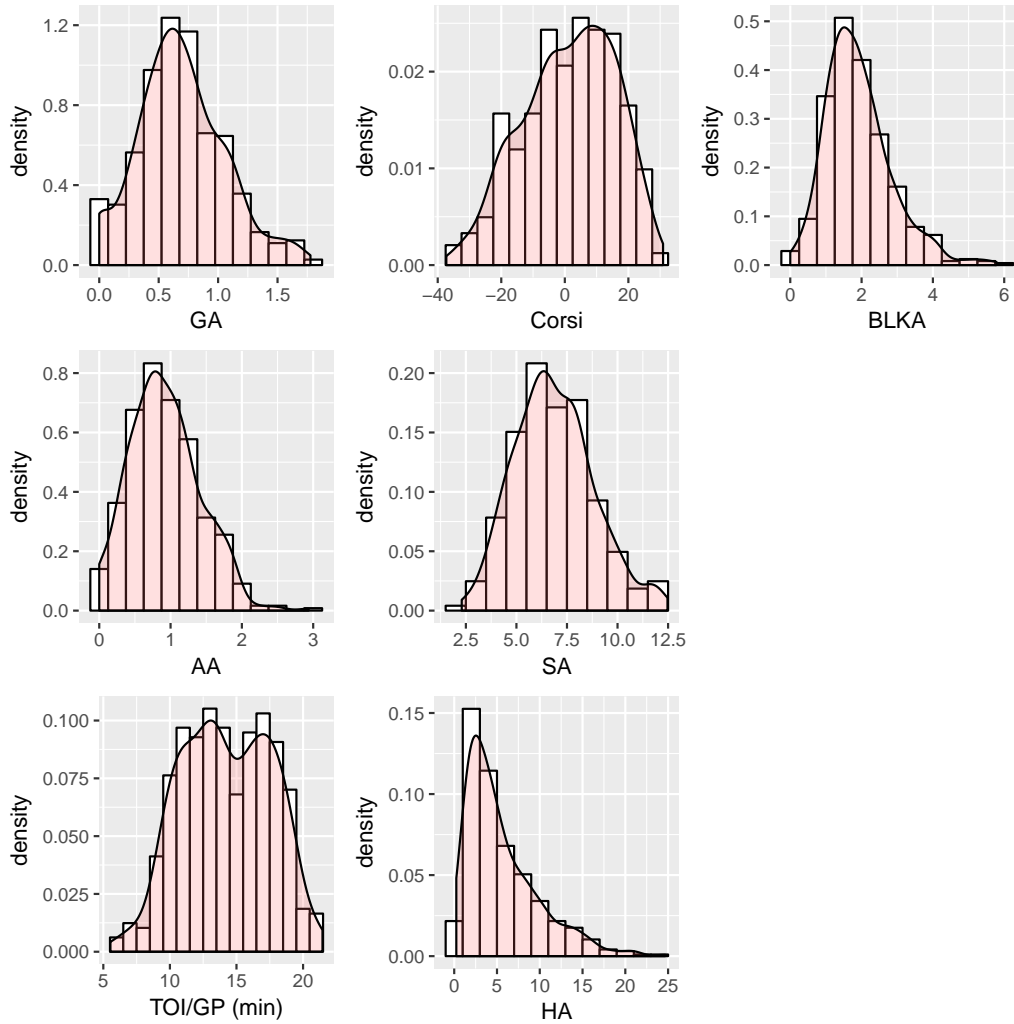 density
0.0
0.4
0.8
1.2
0.0 0.5 1.0 1.5
GA
density
0.00
0.01
0.02
−40 −20 0 20
Corsi
density
0.0
0.1
0.2
0.3
0.4
0.5
0 2 4 6
BLKA
density
0.0
0.2
0.4
0.6
0.8
0 1 2 3
AA
density
0.00
0.05
0.10
0.15
0.20
2.5 5.0 7.5 10.0 12.5
SA
density
0.000
0.025
0.050
0.075
0.100
5 10 15 20
TOI/GP (min)
density
0.00
0.05
0.10
0.15
0 5 10 15 20 25
HA